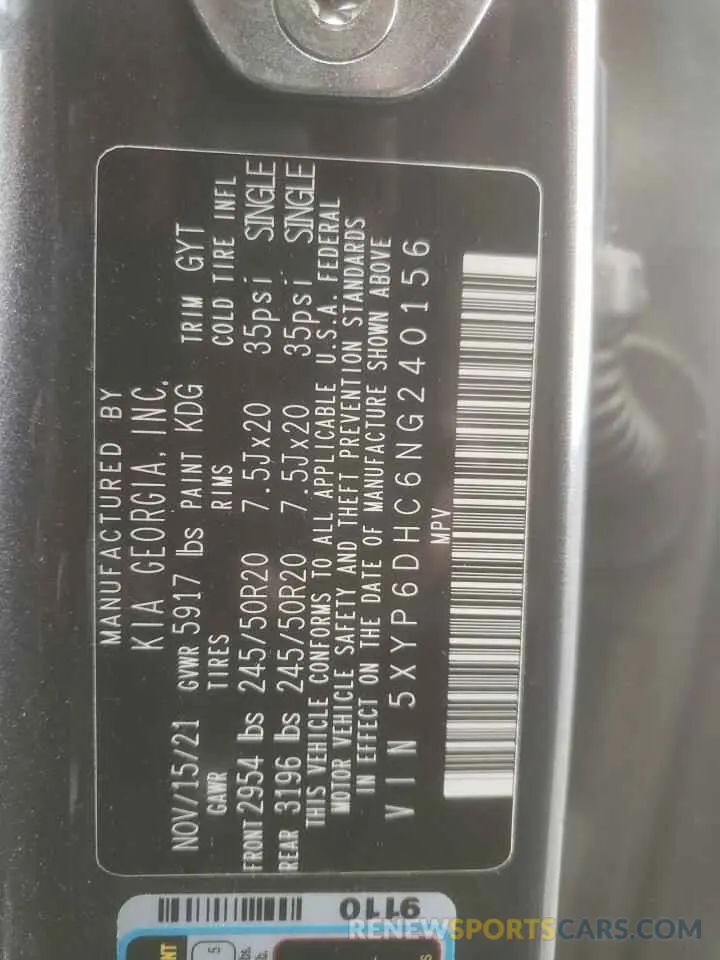 MANUFACTURED BY
KIA GEORGIA, INC.
NOV/15/21 GVWR 5917 lbs PAINT KDG TRIM GYT
GAWR TIRES RIMS COLD TIRE INFL
FRONT 2954 lbs 245/50R20 7.5Jx20 35psi SINGLE
REAR 3196 lbs 245/50R20 7.5Jx20 35psi SINGLE
THIS VEHICLE CONFORMS TO ALL APPLICABLE U.S.A. FEDERAL
MOTOR VEHICLE SAFETY AND THEFT PREVENTION STANDARDS
IN EFFECT ON THE DATE OF MANUFACTURE SHOWN ABOVE
VIN 5XYP6DHC6NG240156
MPV
9110
5
RENEWSPORTSCARS.COM